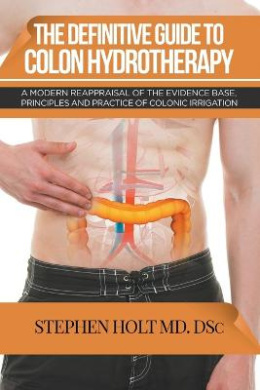 THE DEFINITIVE GUIDE TO
COLON HYDROTHERAPY
A MODERN REAPPRAISAL OF THE EVIDENCE BASE,
PRINCIPLES AND PRACTICE OF COLONIC IRRIGATION
STEPHEN HOLT MD. DSC